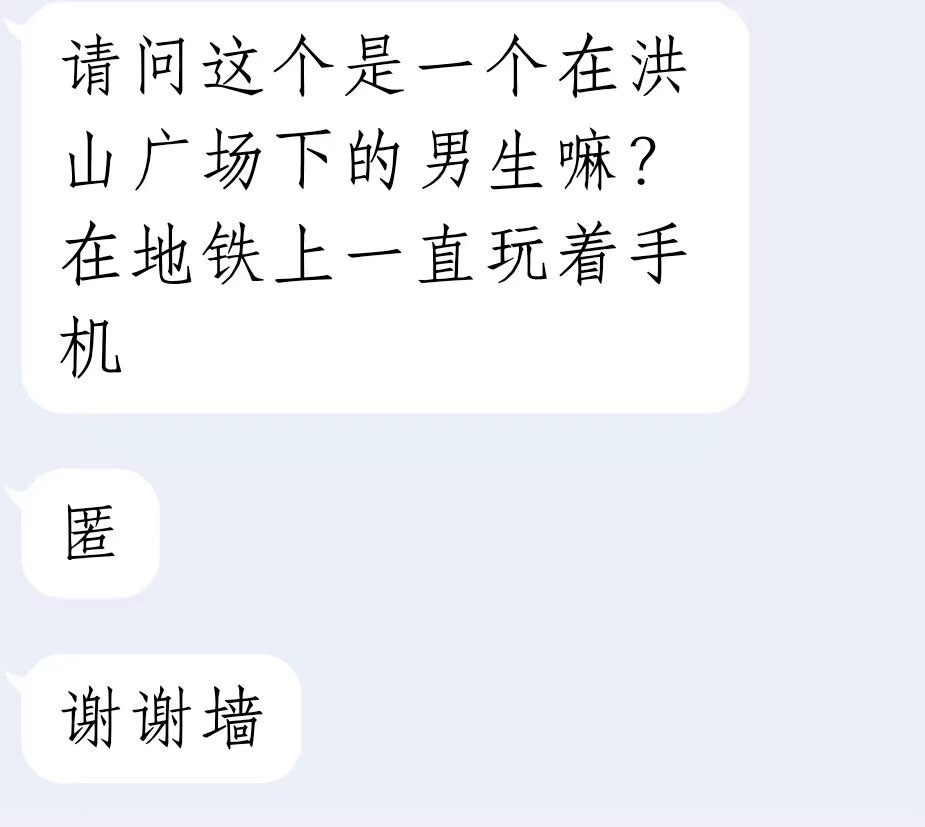 请问这个是一个在洪
山广场下的男生嘛？
在地铁上一直玩着手
机
匿
谢谢墙